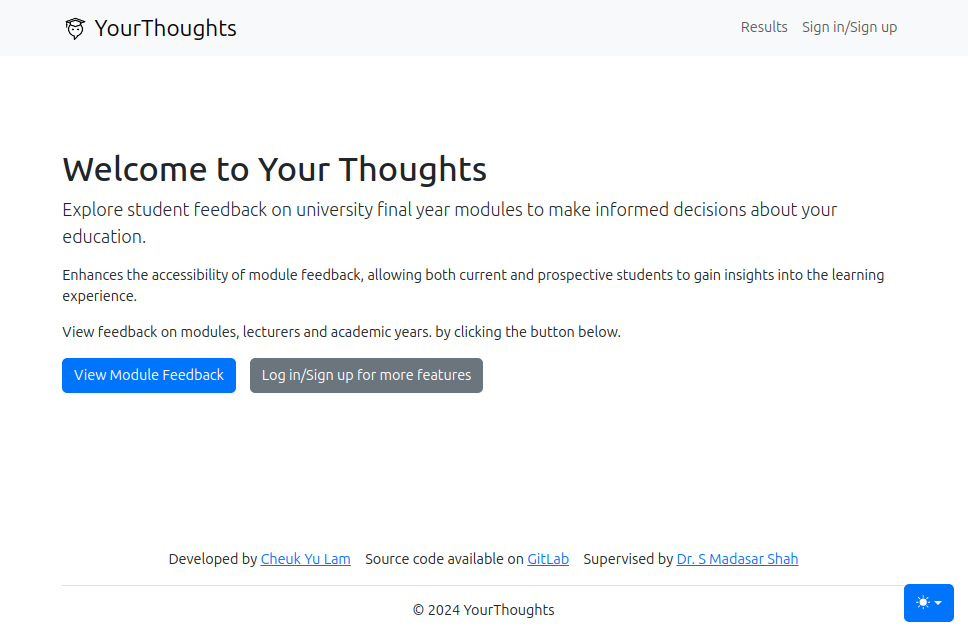 YourThoughts
Results
Sign in/Sign up
Welcome to Your Thoughts
Explore student feedback on university final year modules to make informed decisions about your
education.
Enhances the accessibility of module feedback, allowing both current and prospective students to gain insights into the learning
experience.
View feedback on modules, lecturers and academic years. by clicking the button below.
View Module Feedback
Log in/Sign up for more features
Developed by Cheuk Yu Lam
Source code available on GitLab
Supervised by Dr. S Madasar Shah
© 2024 YourThoughts